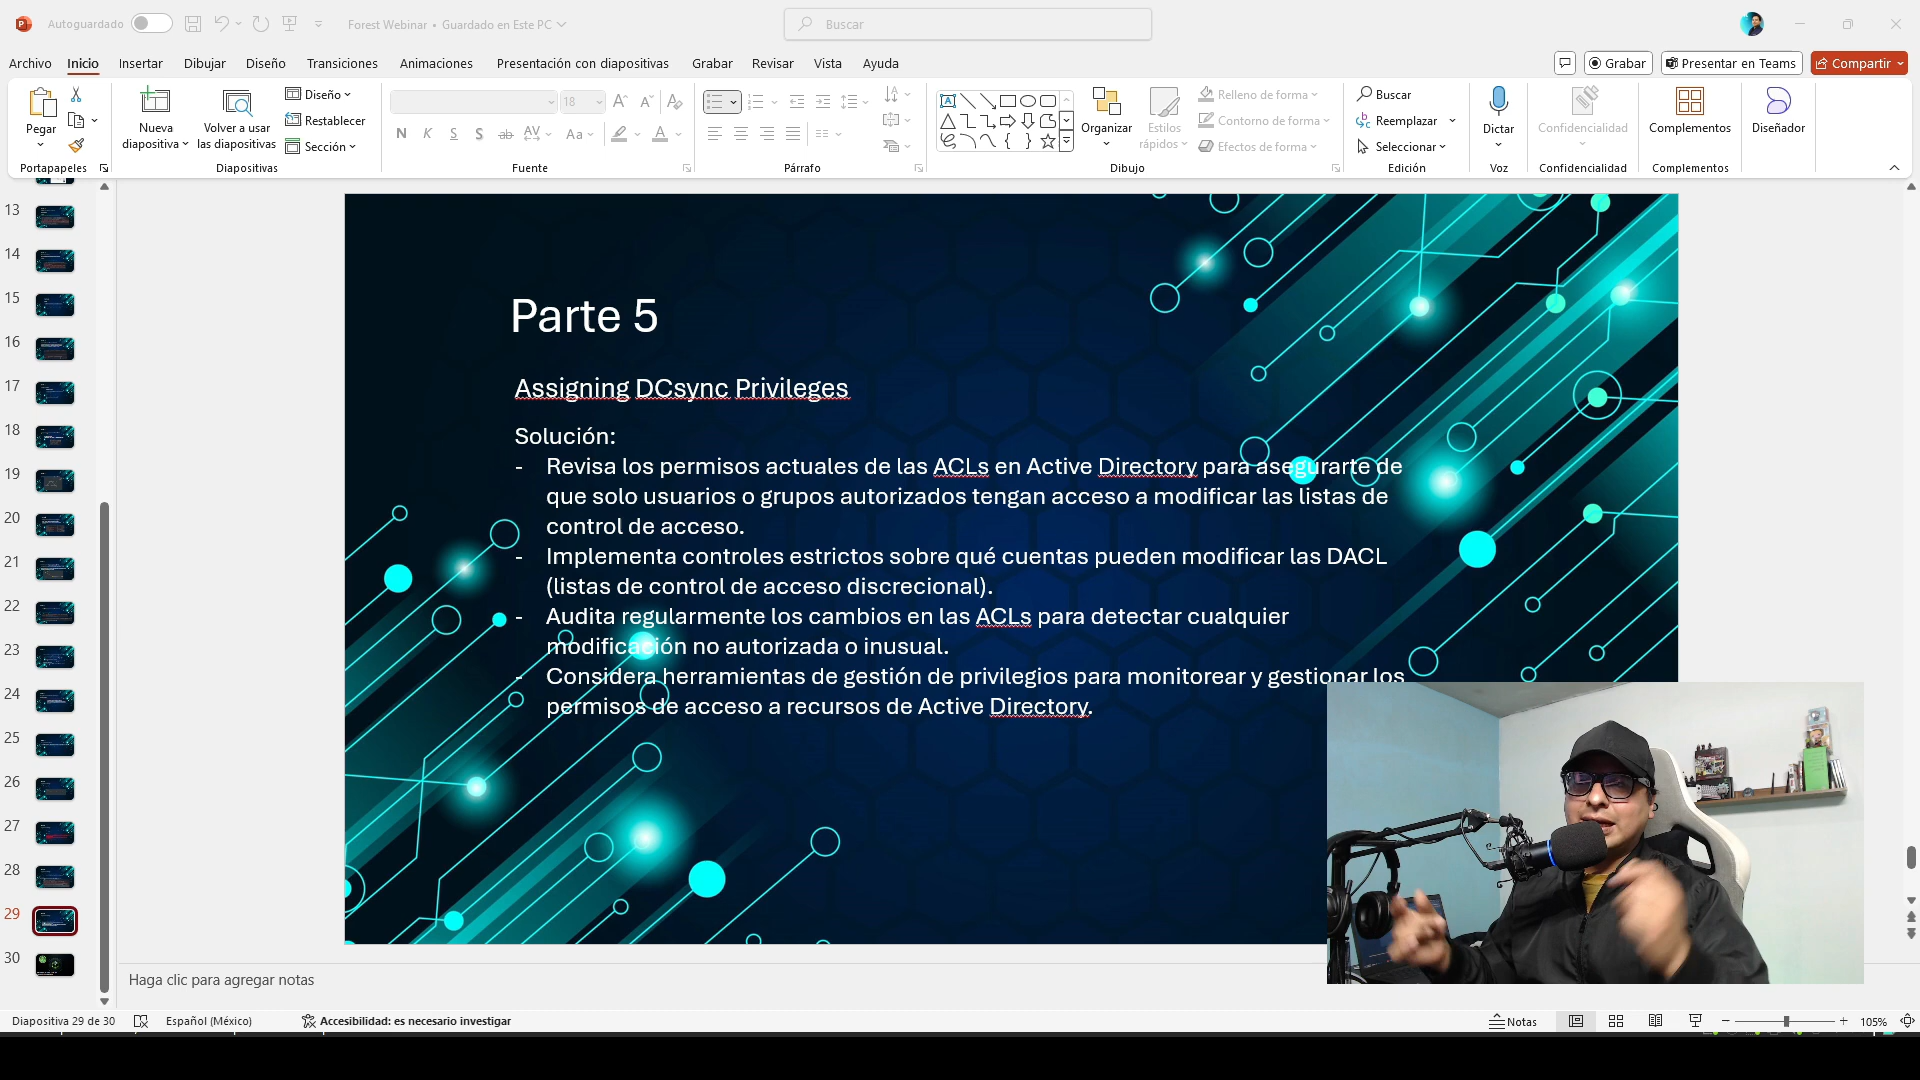 Autoguardado
Forest Webinar • Guardado en Este PC
Buscar
Archivo Inicio Insertar Dibujar Diseño Transiciones Animaciones Presentación con diapositivas Grabar Revisar Vista Ayuda
Grabar
Presentar en Teams
Compartir
Pegar
Nueva diapositiva
Volver a usar las diapositivas
Diseño
Restablecer
Sección
18
N K S S ab AV Aa A
Organizar
Estilos rápidos
Relleno de forma
Contorno de forma
Efectos de forma
Buscar
Reemplazar
Seleccionar
Dictar
Confidencialidad
Complementos
Diseñador
Portapapeles
Diapositivas
Fuente
Párrafo
Dibujo
Edición
Voz
Confidencialidad
Complementos
13
14
15
16
17
18
19
20
21
22
23
24
25
26
27
28
29
30
Parte 5
Assigning DCsync Privileges
Solución:
- Revisa los permisos actuales de las ACLs en Active Directory para asegurarte de
que solo usuarios o grupos autorizados tengan acceso a modificar las listas de
control de acceso.
- Implementa controles estrictos sobre qué cuentas pueden modificar las DACL
(listas de control de acceso discrecional).
- Audita regularmente los cambios en las ACLs para detectar cualquier
modificación no autorizada o inusual.
- Considera herramientas de gestión de privilegios para monitorear y gestionar los
permisos de acceso a recursos de Active Directory.
Haga clic para agregar notas
Diapositiva 29 de 30
Español (México)
Accesibilidad: es necesario investigar
Notas
105%